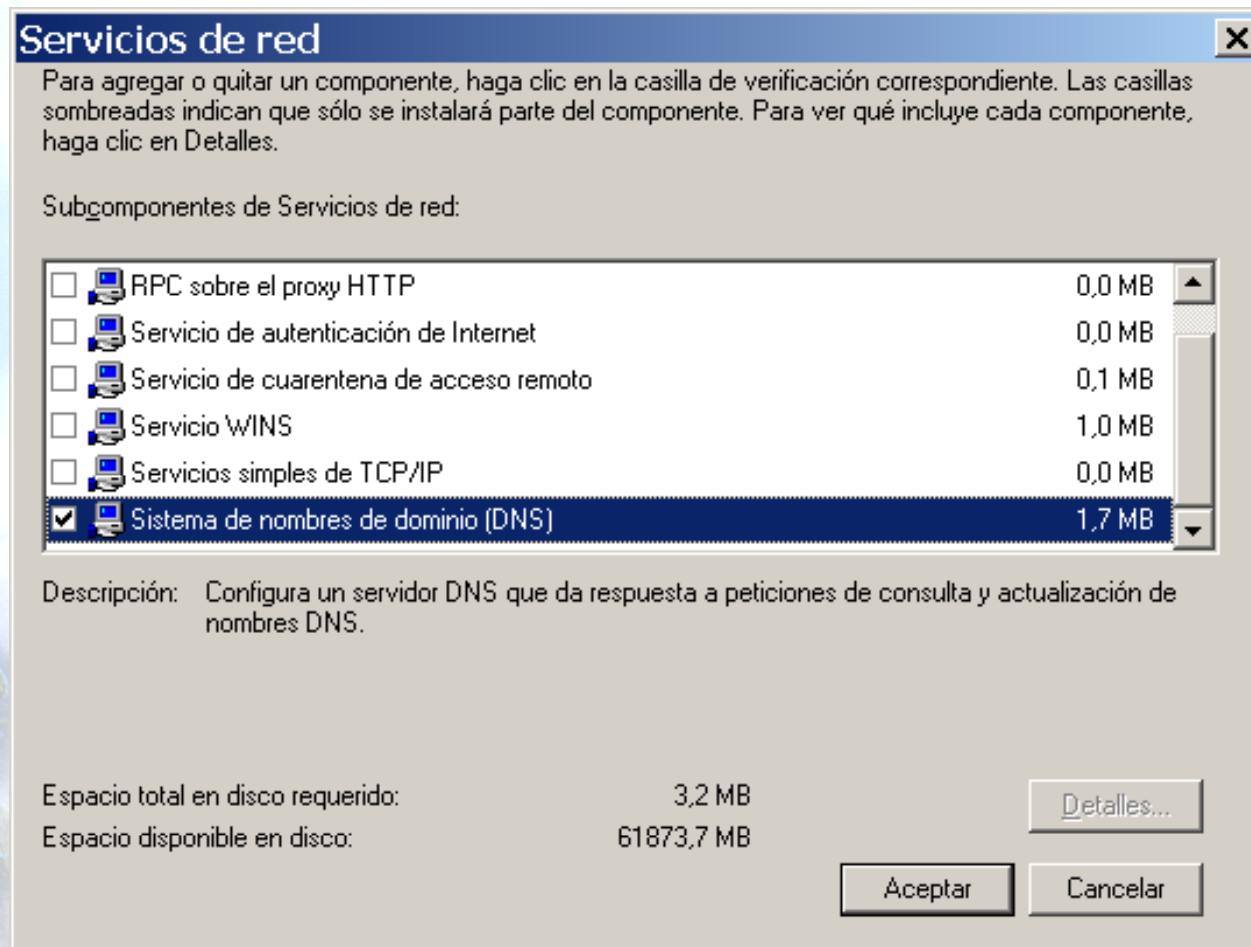 Servicios de red
Para agregar o quitar un componente, haga clic en la casilla de verificación correspondiente. Las casillas
sombreadas indican que sólo se instalará parte del componente. Para ver qué incluye cada componente,
haga clic en Detalles.
Subcomponentes de Servicios de red:
RPC sobre el proxy HTTP 0,0 MB
Servicio de autenticación de Internet 0,0 MB
Servicio de cuarentena de acceso remoto 0,1 MB
Servicio WINS 1,0 MB
Servicios simples de TCP/IP 0,0 MB
Sistema de nombres de dominio (DNS) 1,7 MB
Descripción: Configura un servidor DNS que da respuesta a peticiones de consulta y actualización de
nombres DNS.
Espacio total en disco requerido: 3,2 MB
Detalles...
Espacio disponible en disco: 61873,7 MB
Aceptar Cancelar